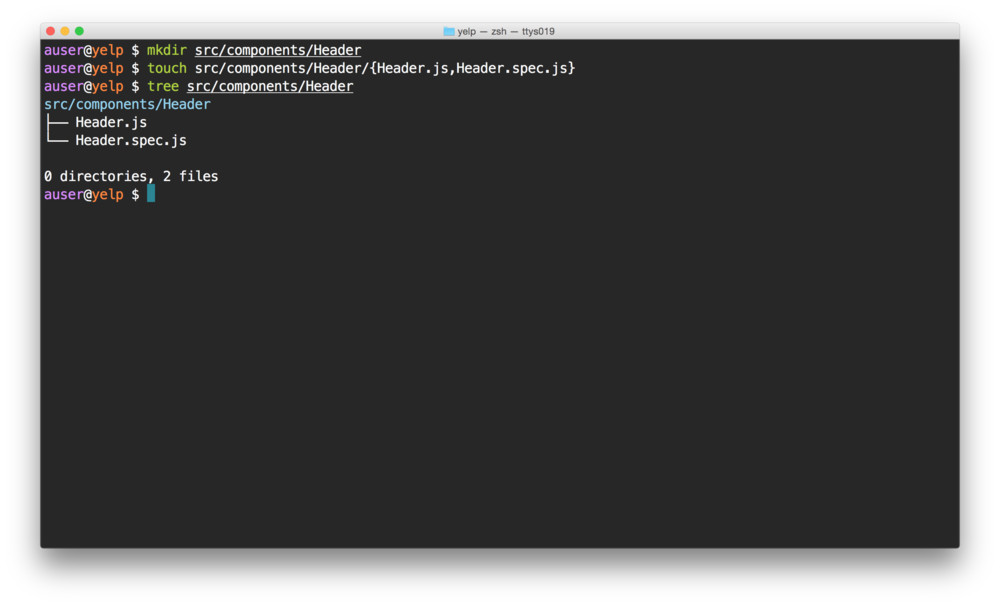 yelp — zsh — ttys019
auser@yelp $ mkdir src/components/Header
auser@yelp $ touch src/components/Header/{Header.js,Header.spec.js}
auser@yelp $ tree src/components/Header
src/components/Header
├── Header.js
└── Header.spec.js
0 directories, 2 files
auser@yelp $